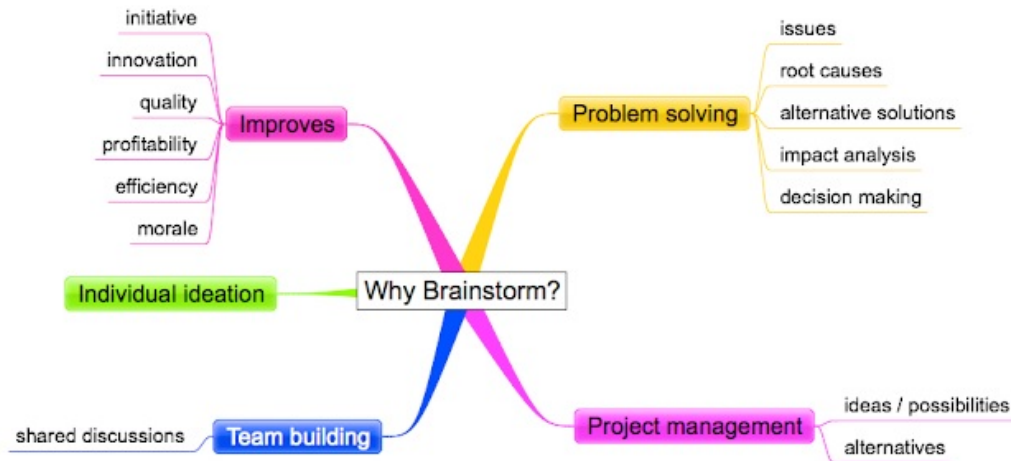 Why Brainstorm?
Improves
initiative
innovation
quality
profitability
efficiency
morale
Problem solving
issues
root causes
alternative solutions
impact analysis
decision making
Individual ideation
Team building
shared discussions
Project management
ideas / possibilities
alternatives